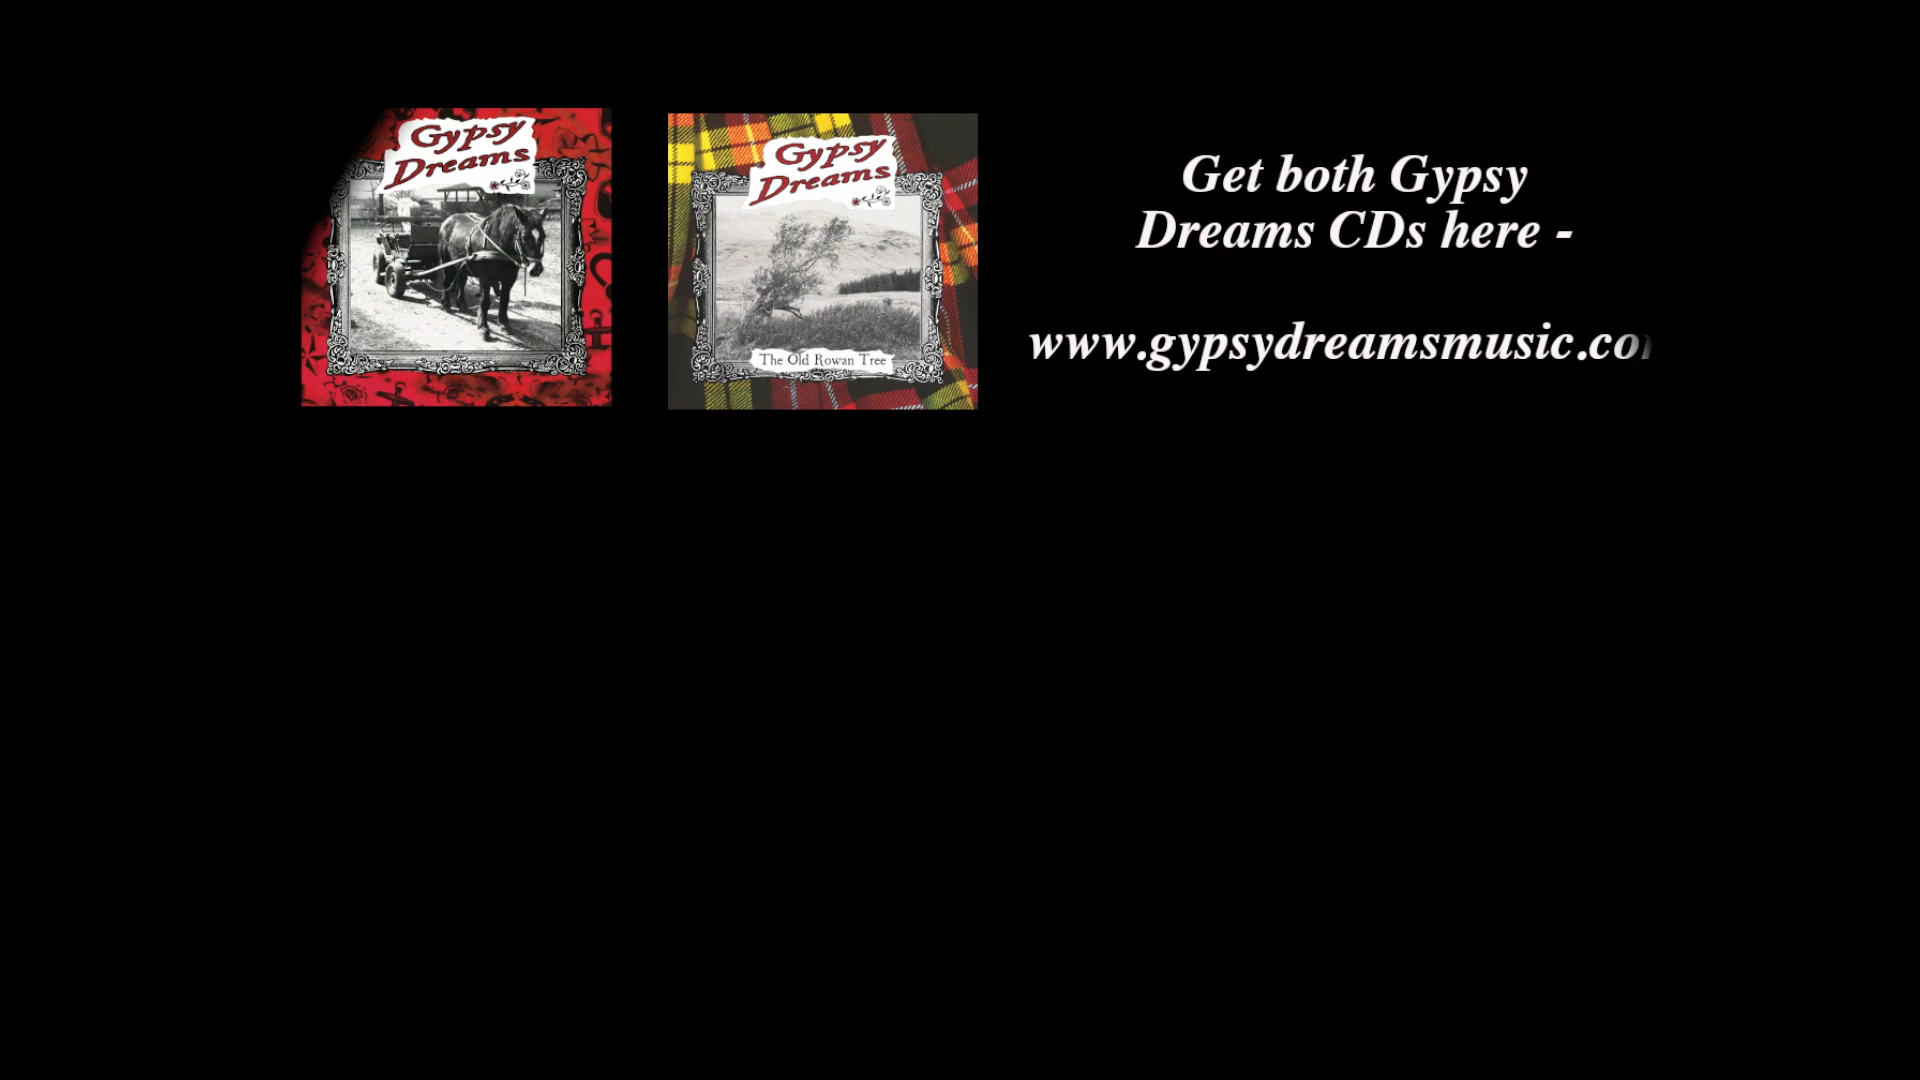 Gypsy
Dreams
Gypsy
Dreams
The Old Rowan Tree
Get both Gypsy
Dreams CDs here -
www.gypsydreamsmusic.co